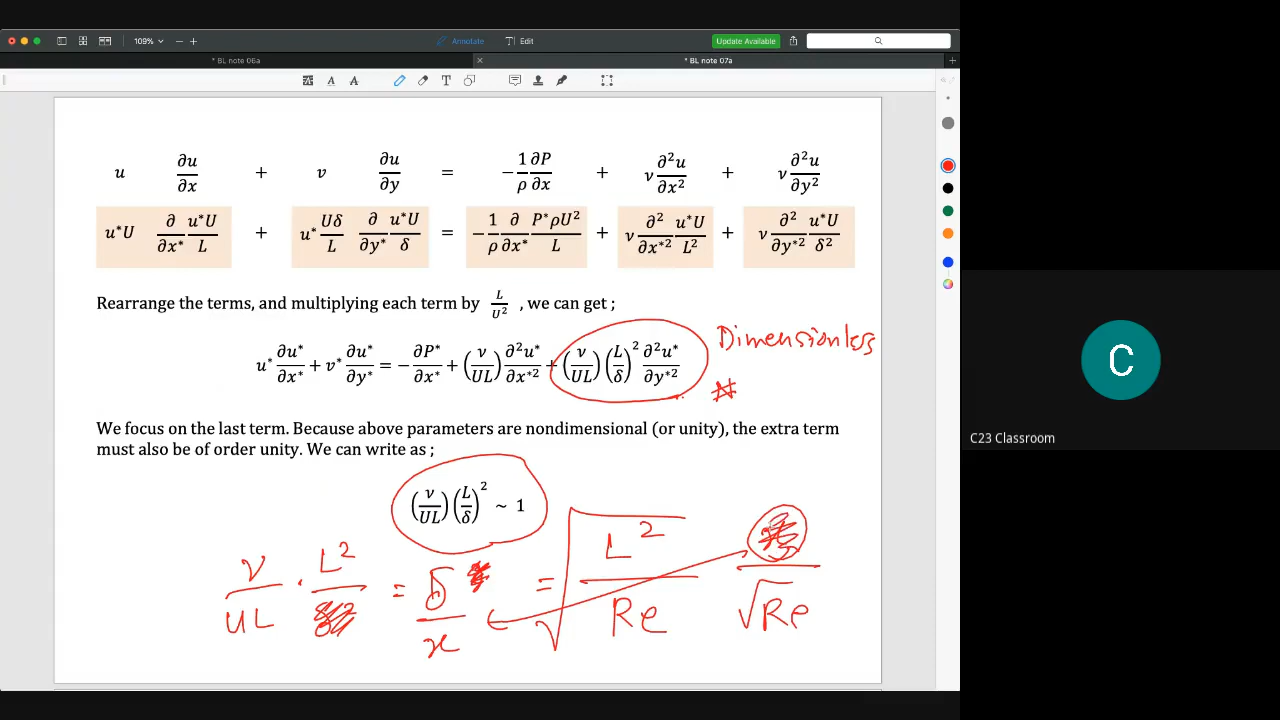 109%
Annotate
Edit
Update Available
* BL note 06a
* BL note 07a
u ∂u/∂x + v ∂u/∂y = −1/ρ ∂P/∂x + ν ∂²u/∂x² + ν ∂²u/∂y²
u*U ∂/∂x* u*U/L + u* Uδ/L ∂/∂y* u*U/δ = −1/ρ ∂/∂x* P*ρU²/L + ν ∂²/∂x*² u*U/L² + ν ∂²/∂y*² u*U/δ²
Rearrange the terms, and multiplying each term by L/U² , we can get ;
u* ∂u*/∂x* + v* ∂u*/∂y* = −∂P*/∂x* + (ν/UL) ∂²u*/∂x*² + (ν/UL)(L/δ)² ∂²u*/∂y*²
Dimensionless
We focus on the last term. Because above parameters are nondimensional (or unity), the extra term
must also be of order unity. We can write as ;
(ν/UL)(L/δ)² ~ 1
ν/UL · L² = δ/x = √(L²/Re) /√Re
C
C23 Classroom